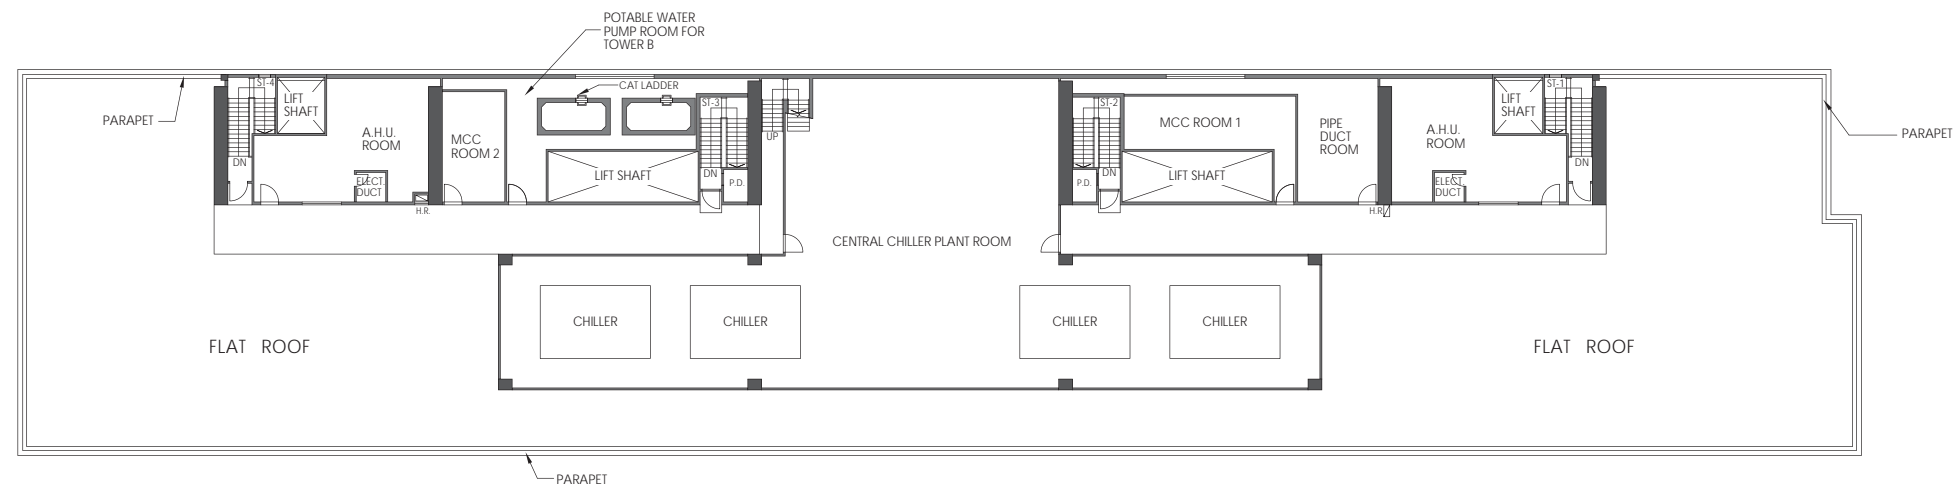 POTABLE WATER
PUMP ROOM FOR
TOWER B
CAT LADDER
PARAPET
ST-4
LIFT
SHAFT
A.H.U.
ROOM
DN
ELECT.
DUCT
H.R.
MCC
ROOM 2
LIFT SHAFT
ST-3
DN
P.D.
UP
CENTRAL CHILLER PLANT ROOM
ST-2
DN
P.D.
MCC ROOM 1
LIFT SHAFT
PIPE
DUCT
ROOM
H.R.
A.H.U.
ROOM
ELECT.
DUCT
LIFT
SHAFT
ST-1
DN
PARAPET
CHILLER
CHILLER
CHILLER
CHILLER
FLAT ROOF
FLAT ROOF
PARAPET